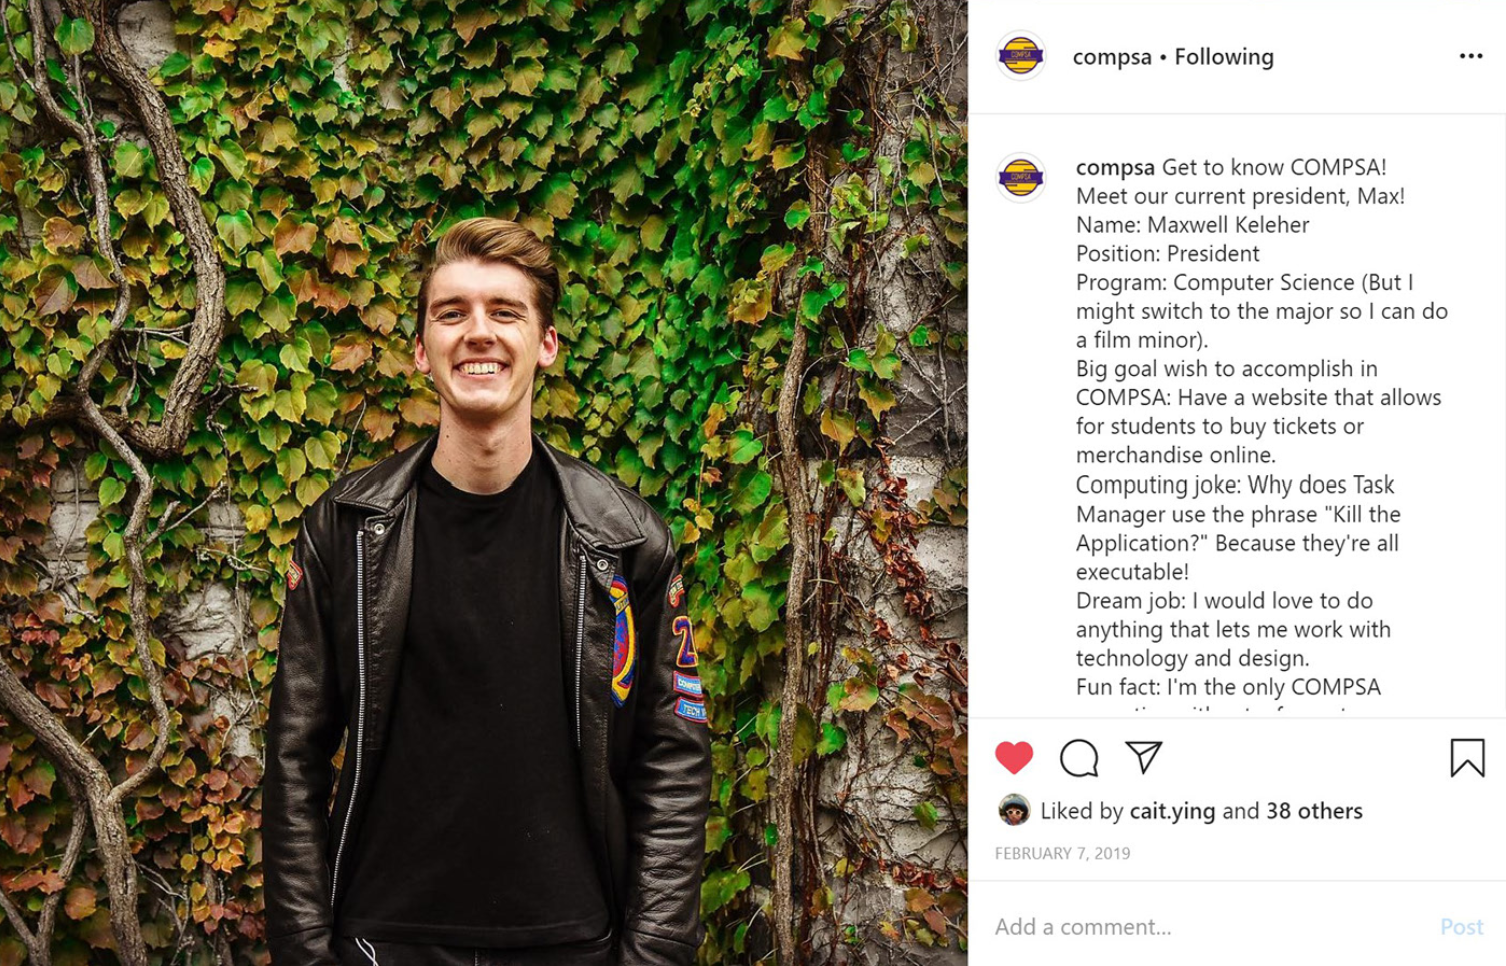 compsa • Following
compsa Get to know COMPSA!
Meet our current president, Max!
Name: Maxwell Keleher
Position: President
Program: Computer Science (But I
might switch to the major so I can do
a film minor).
Big goal wish to accomplish in
COMPSA: Have a website that allows
for students to buy tickets or
merchandise online.
Computing joke: Why does Task
Manager use the phrase "Kill the
Application?" Because they're all
executable!
Dream job: I would love to do
anything that lets me work with
technology and design.
Fun fact: I'm the only COMPSA
Liked by cait.ying and 38 others
FEBRUARY 7, 2019
Add a comment... Post
COMPSA
COMPSA
2